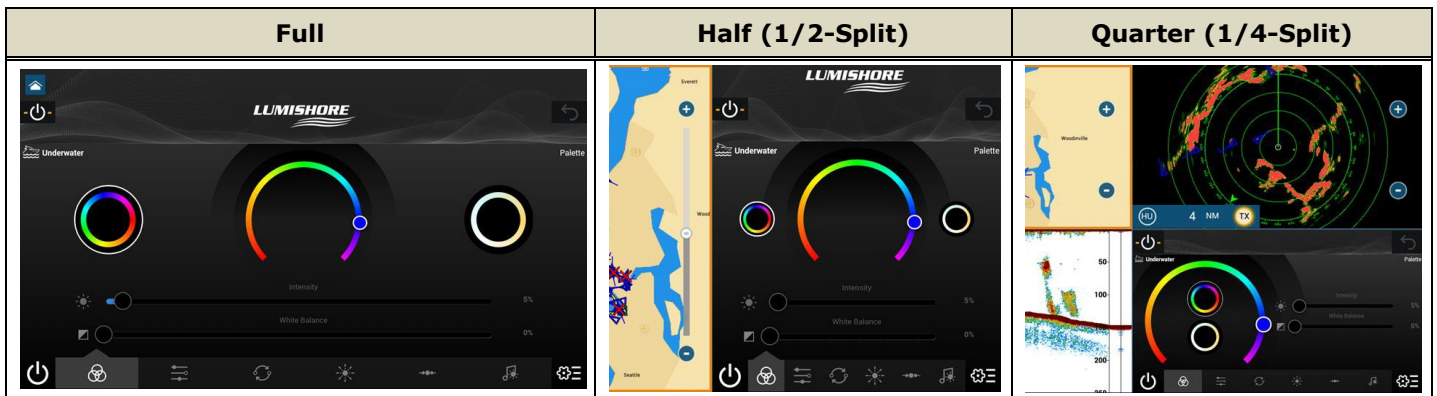 Full
Half (1/2-Split)
Quarter (1/4-Split)
LUMISHORE
Underwater
Palette
Intensity
5%
White Balance
0%
Everett
LUMISHORE
Underwater
Palette
Wood
Intensity
5%
White Balance
0%
Seattle
Woodinville
HU
4 NM
TX
Underwater
Palette
50
100
200
Intensity
5%
White Balance
0%